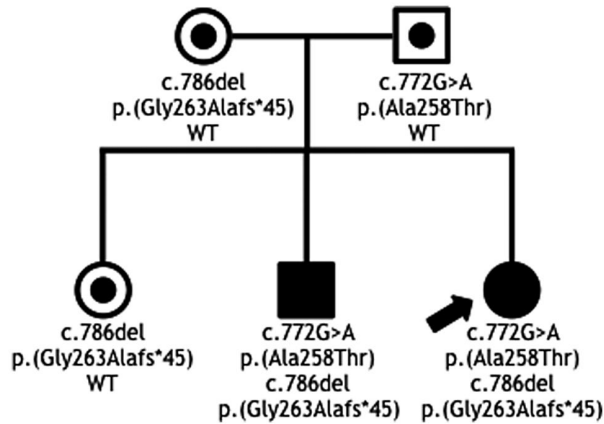 c.786del
p.(Gly263Alafs*45)
WT
c.772G>A
p.(Ala258Thr)
WT
c.786del
p.(Gly263Alafs*45)
WT
c.772G>A
p.(Ala258Thr)
c.786del
p.(Gly263Alafs*45)
c.772G>A
p.(Ala258Thr)
c.786del
p.(Gly263Alafs*45)